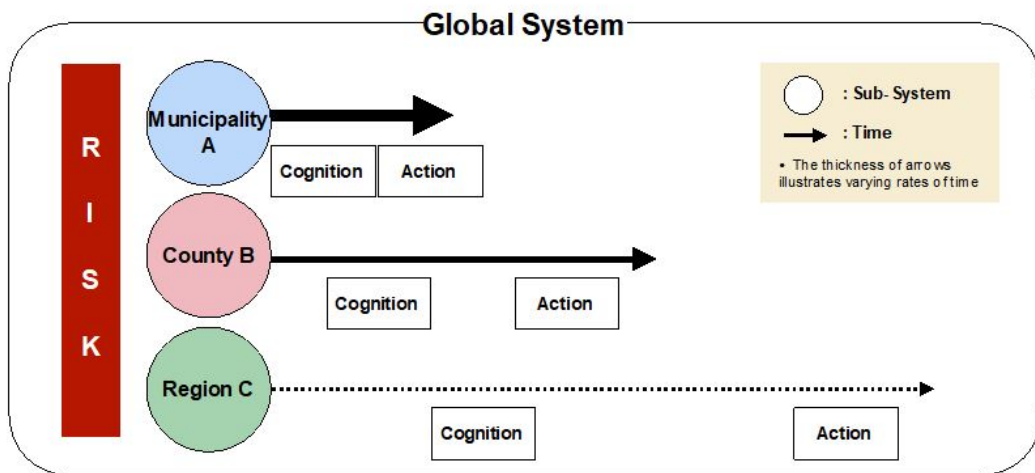 Global System
R
I
S
K
Municipality
A
Cognition
Action
County B
Cognition
Action
Region C
Cognition
Action
: Sub- System
: Time
• The thickness of arrows
illustrates varying rates of time